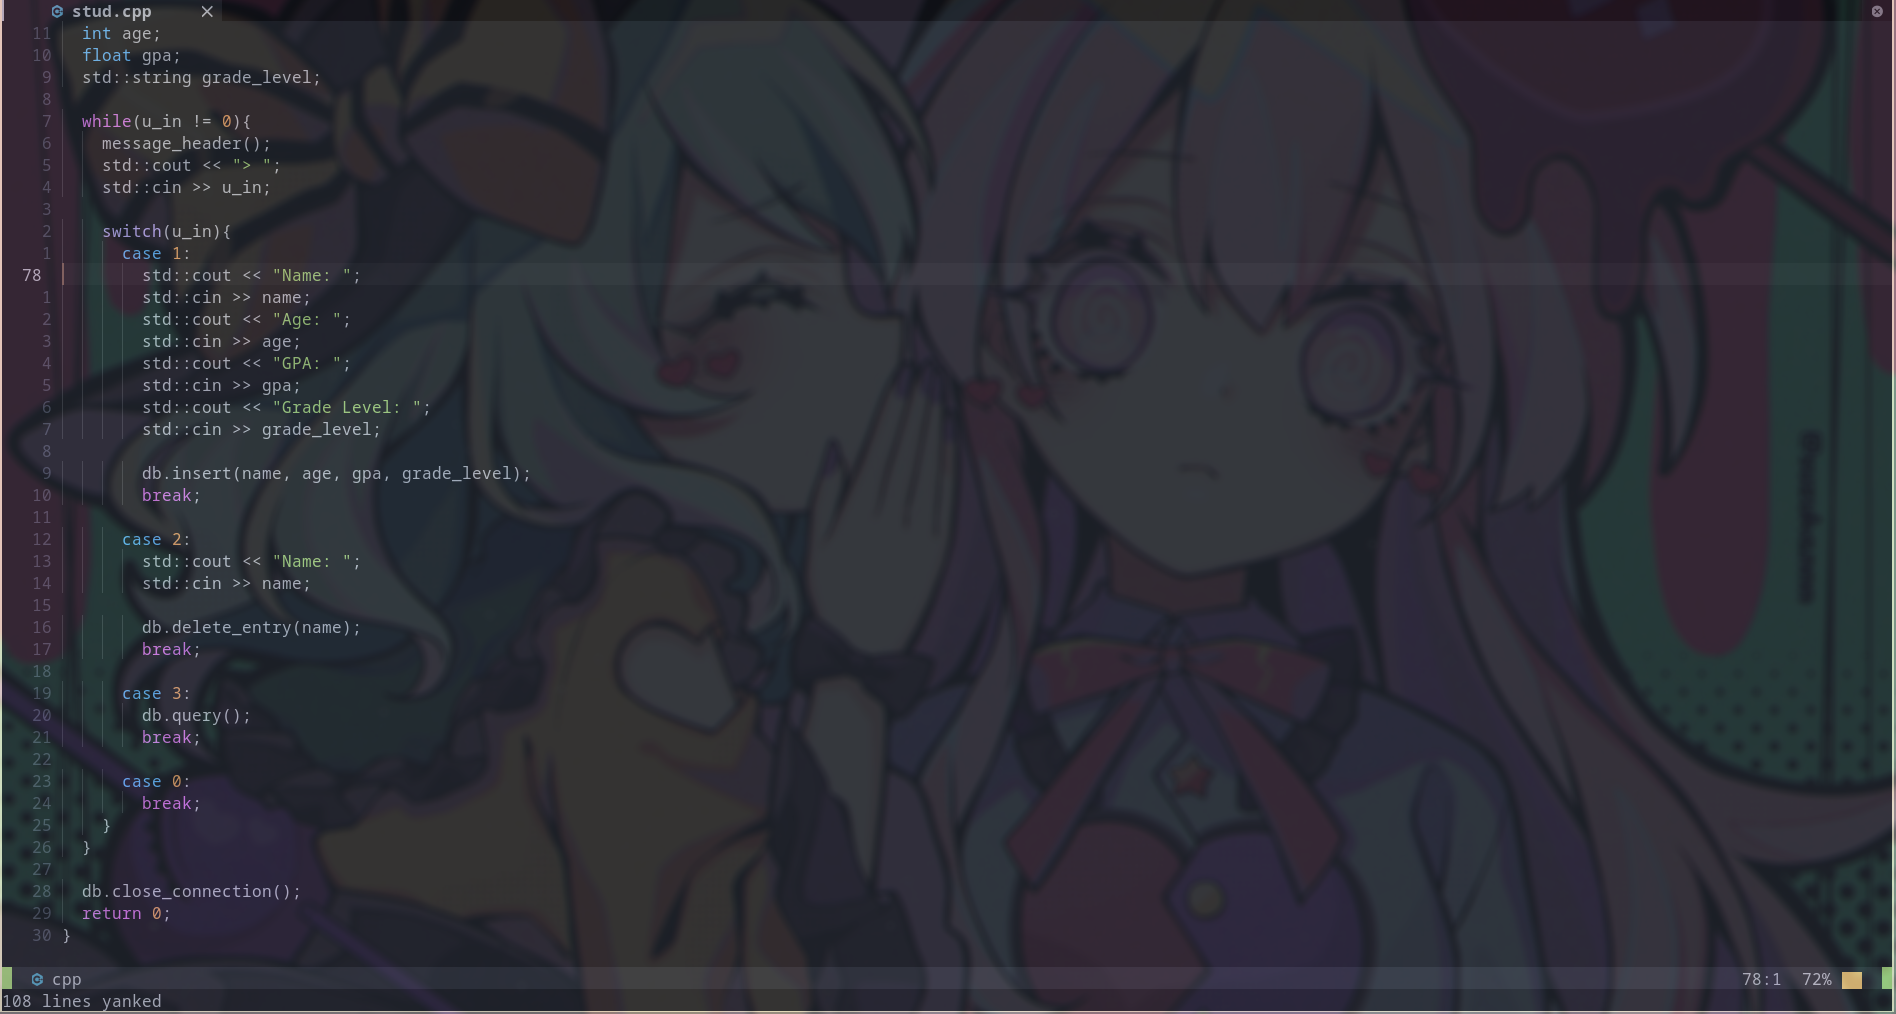 stud.cpp
11 int age;
10 float gpa;
9 std::string grade_level;
8
7 while(u_in != 0){
6 message_header();
5 std::cout << "> ";
4 std::cin >> u_in;
3
2 switch(u_in){
1 case 1:
78 std::cout << "Name: ";
1 std::cin >> name;
2 std::cout << "Age: ";
3 std::cin >> age;
4 std::cout << "GPA: ";
5 std::cin >> gpa;
6 std::cout << "Grade Level: ";
7 std::cin >> grade_level;
8
9 db.insert(name, age, gpa, grade_level);
10 break;
11
12 case 2:
13 std::cout << "Name: ";
14 std::cin >> name;
15
16 db.delete_entry(name);
17 break;
18
19 case 3:
20 db.query();
21 break;
22
23 case 0:
24 break;
25 }
26 }
27
28 db.close_connection();
29 return 0;
30 }
cpp 78:1 72%
108 lines yanked